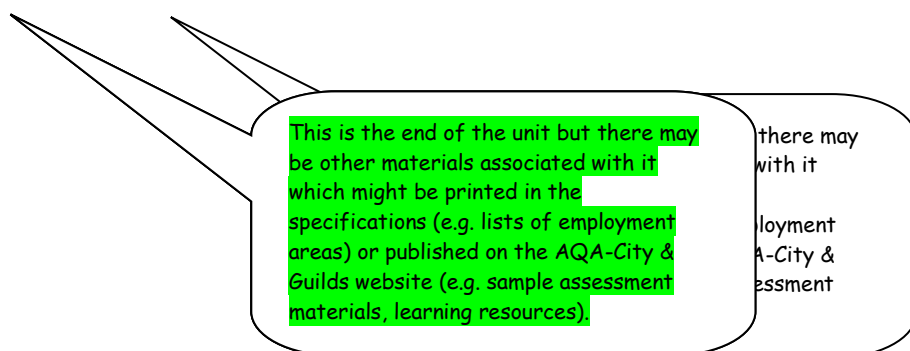 This is the end of the unit but there may
be other materials associated with it
which might be printed in the
specifications (e.g. lists of employment
areas) or published on the AQA-City &
Guilds website (e.g. sample assessment
materials, learning resources).
there may
with it
A-City &